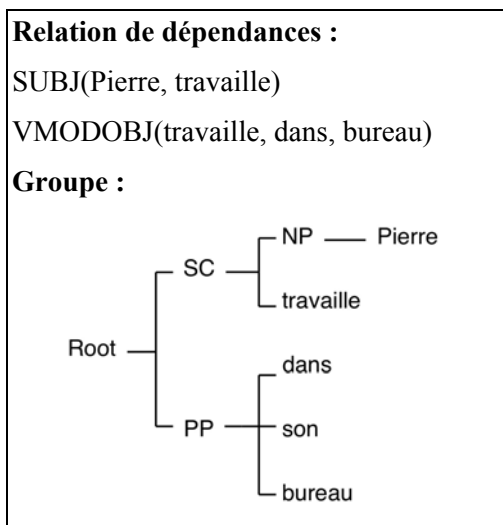 Relation de dépendances :
SUBJ(Pierre, travaille)
VMODOBJ(travaille, dans, bureau)
Groupe :
NP Pierre
SC
travaille
Root
dans
PP son
bureau